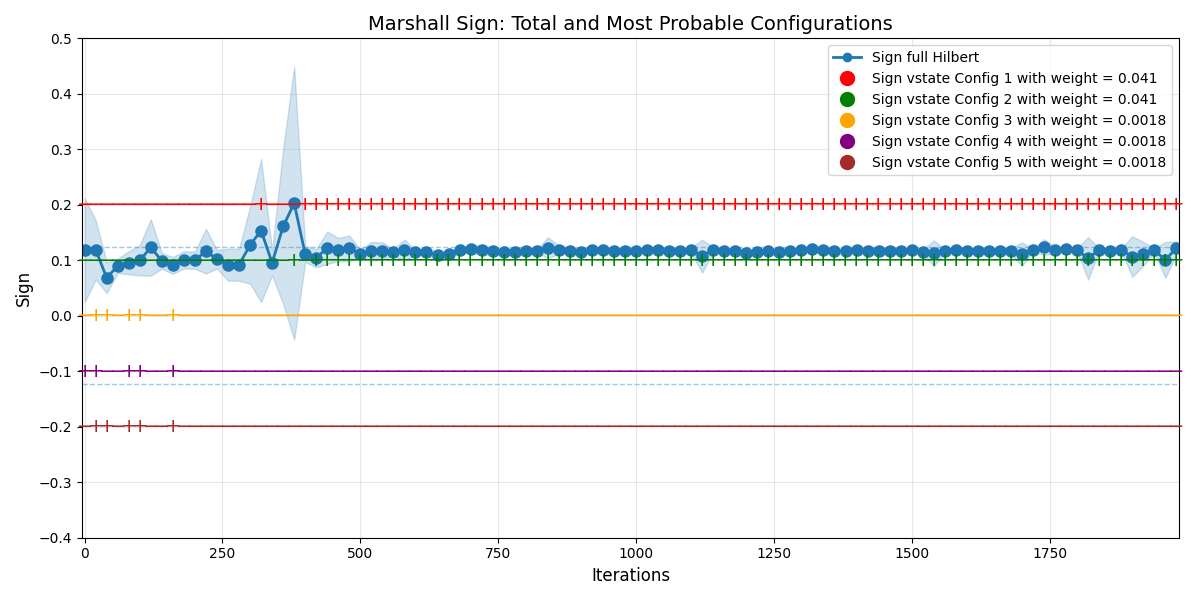 Marshall Sign: Total and Most Probable Configurations
Sign full Hilbert
Sign vstate Config 1 with weight = 0.041
Sign vstate Config 2 with weight = 0.041
Sign vstate Config 3 with weight = 0.0018
Sign vstate Config 4 with weight = 0.0018
Sign vstate Config 5 with weight = 0.0018
Sign
0.5
0.4
0.3
0.2
0.1
0.0
−0.1
−0.2
−0.3
−0.4
0 250 500 750 1000 1250 1500 1750
Iterations